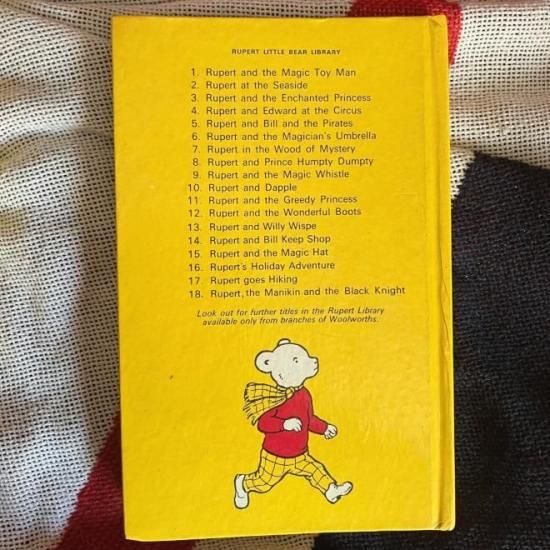 RUPERT LITTLE BEAR LIBRARY
1. Rupert and the Magic Toy Man
2. Rupert at the Seaside
3. Rupert and the Enchanted Princess
4. Rupert and Edward at the Circus
5. Rupert and Bill and the Pirates
6. Rupert and the Magician's Umbrella
7. Rupert in the Wood of Mystery
8. Rupert and Prince Humpty Dumpty
9. Rupert and the Magic Whistle
10. Rupert and Dapple
11. Rupert and the Greedy Princess
12. Rupert and the Wonderful Boots
13. Rupert and Willy Wispe
14. Rupert and Bill Keep Shop
15. Rupert and the Magic Hat
16. Rupert's Holiday Adventure
17. Rupert goes Hiking
18. Rupert, the Manikin and the Black Knight
Look out for further titles in the Rupert Library
available only from branches of Woolworths.